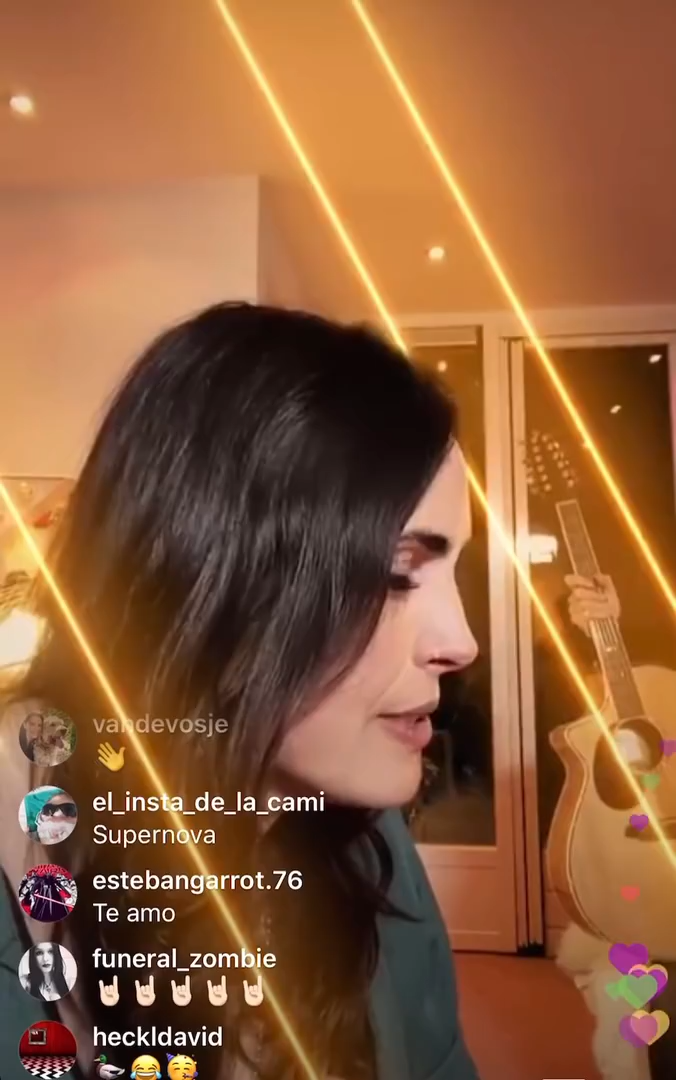 vandevosje
👋
el_insta_de_la_cami
Supernova
estebangarrot.76
Te amo
funeral_zombie
🤘🏻🤘🏻🤘🏻🤘🏻🤘🏻
heckldavid
🦆😂🥳